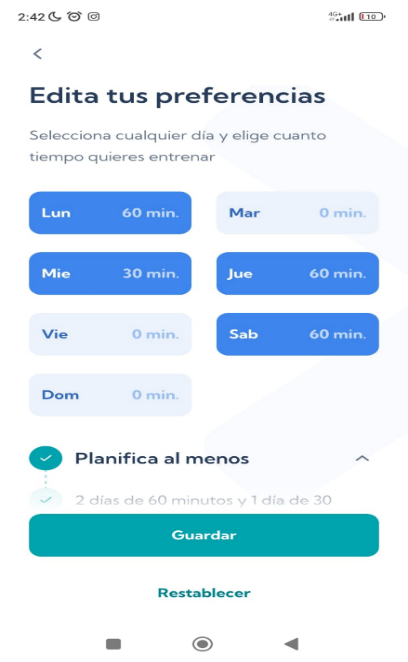 2:42
4G+
10
Edita tus preferencias
Selecciona cualquier día y elige cuanto
tiempo quieres entrenar
Lun 60 min.
Mar 0 min.
Mie 30 min.
Jue 60 min.
Vie 0 min.
Sab 60 min.
Dom 0 min.
Planifica al menos
2 días de 60 minutos y 1 día de 30
Guardar
Restablecer